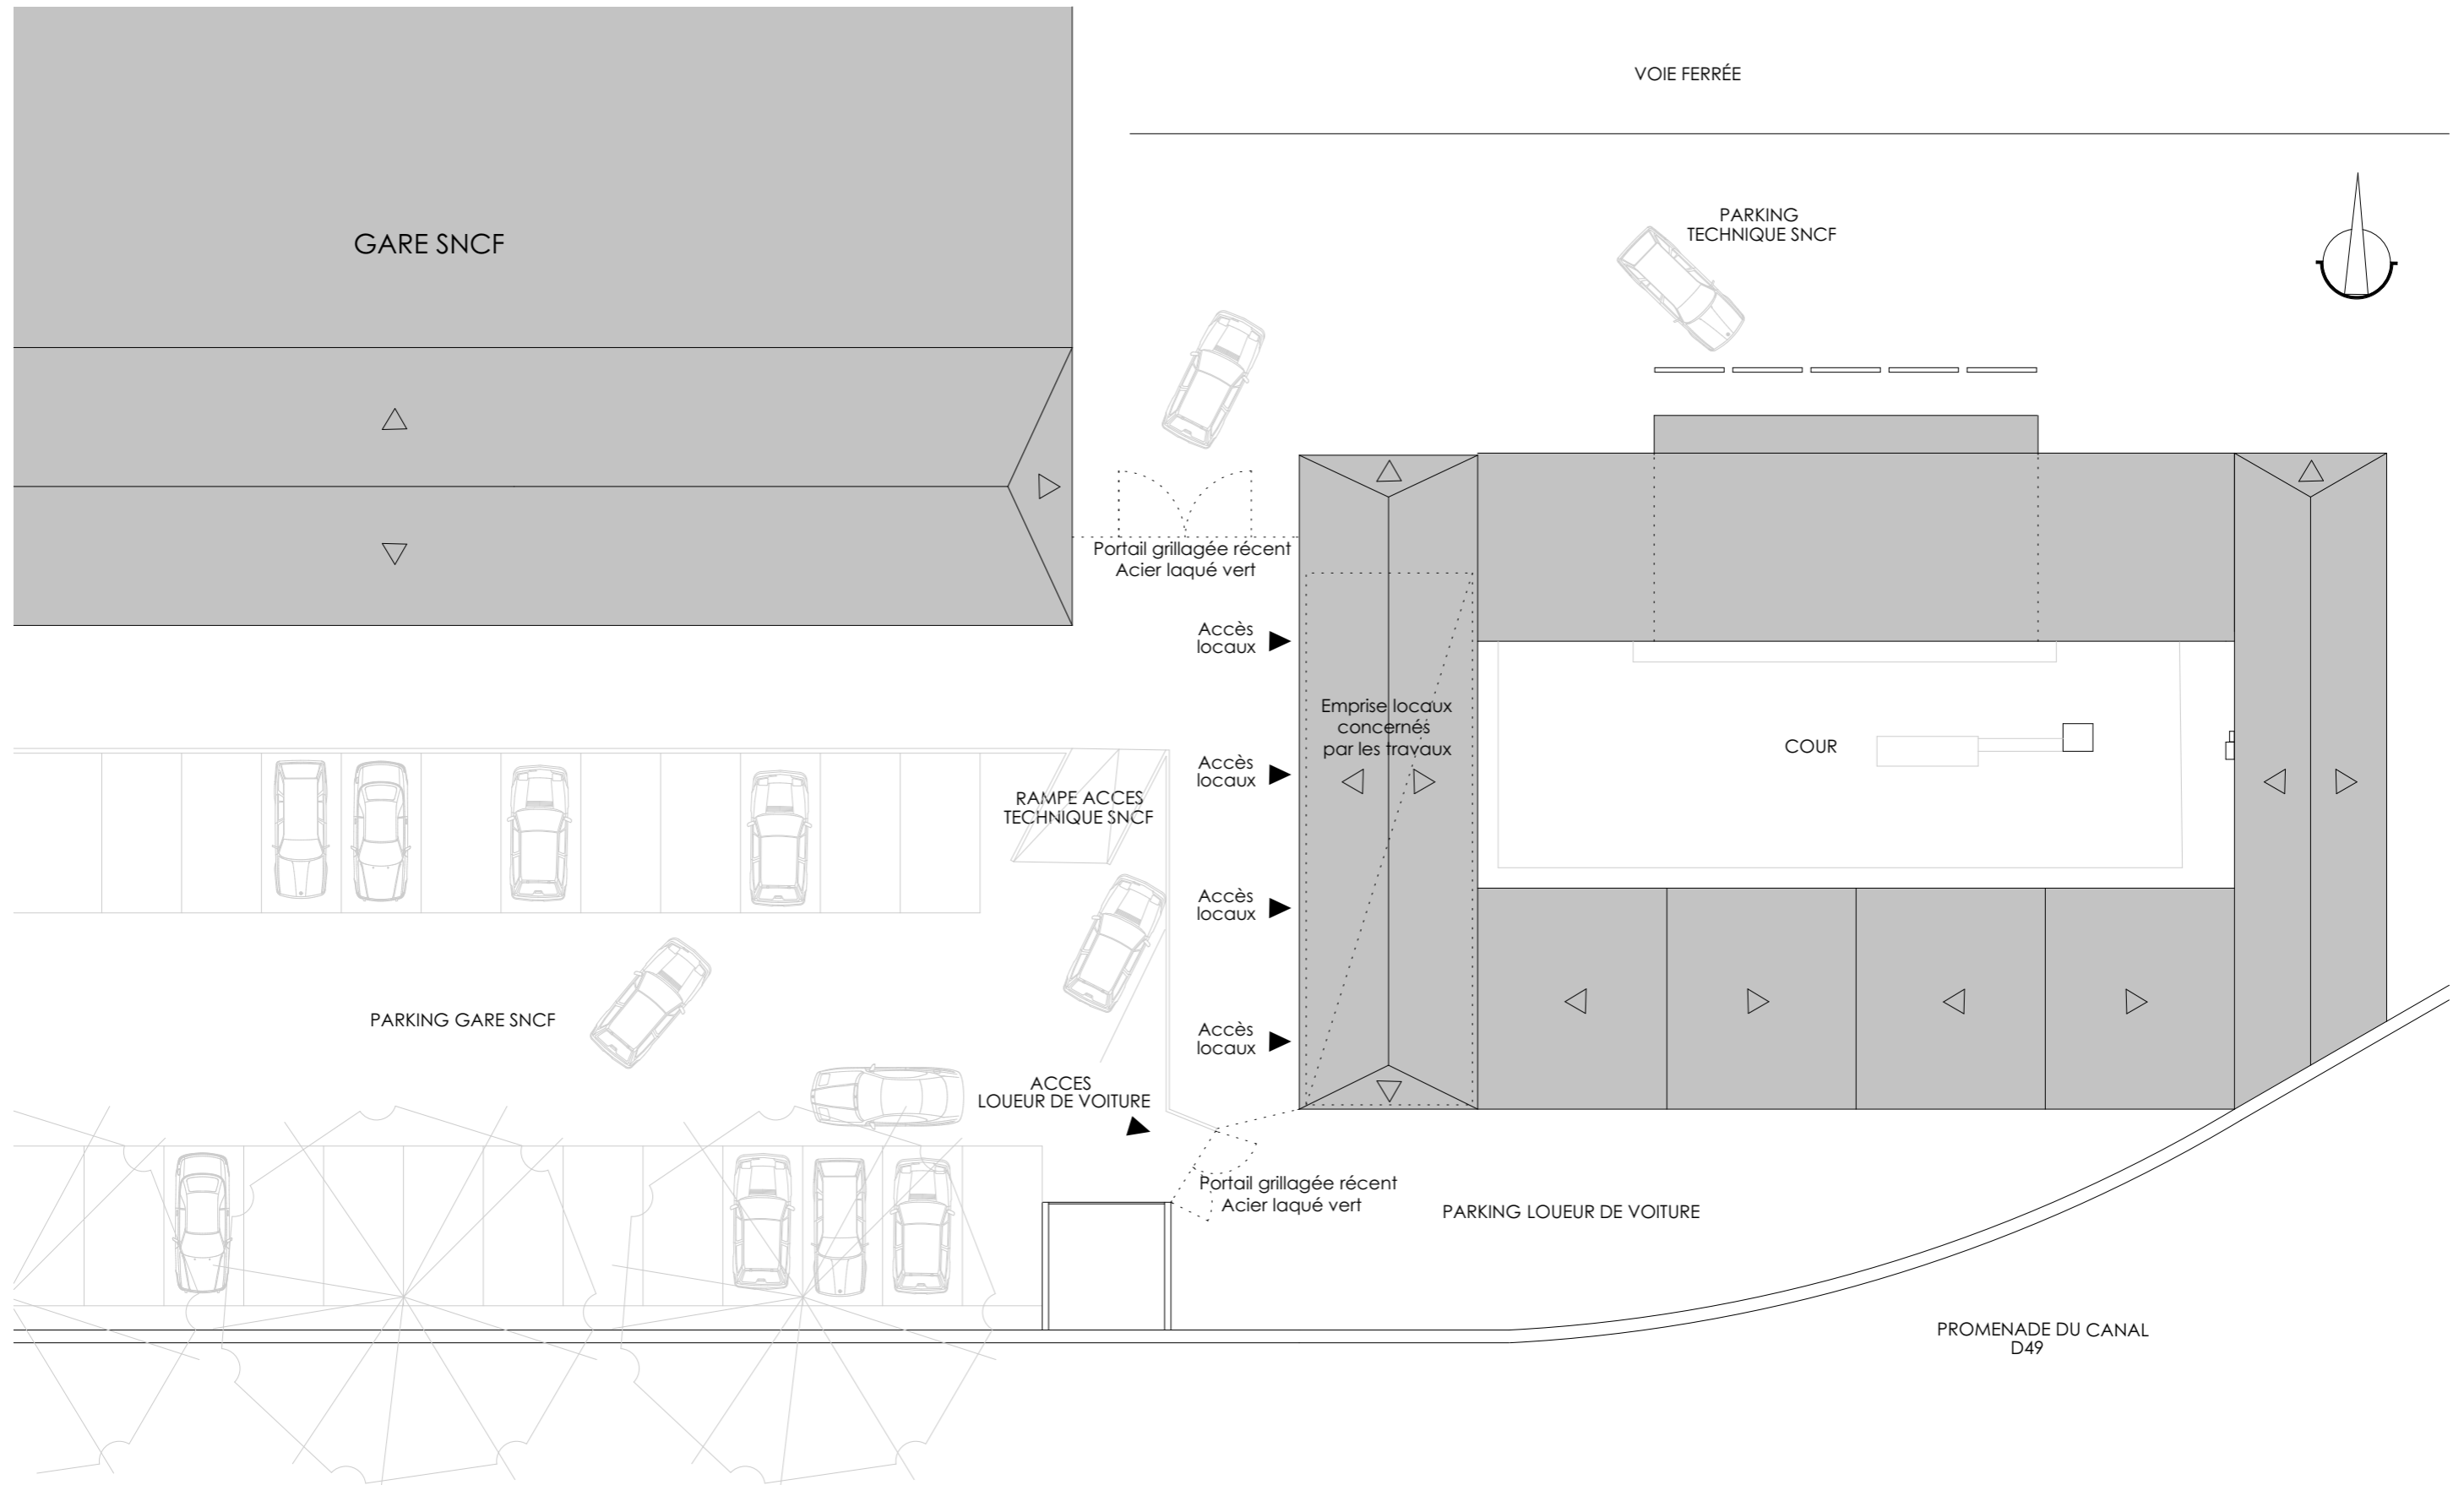 VOIE FERRÉE
PARKING
TECHNIQUE SNCF
GARE SNCF
Portail grillagée récent
Acier laqué vert
Accès
locaux
Emprise locaux
concernés
par les travaux
COUR
Accès
locaux
RAMPE ACCES
TECHNIQUE SNCF
Accès
locaux
PARKING GARE SNCF
Accès
locaux
ACCES
LOUEUR DE VOITURE
Portail grillagée récent
Acier laqué vert
PARKING LOUEUR DE VOITURE
PROMENADE DU CANAL
D49